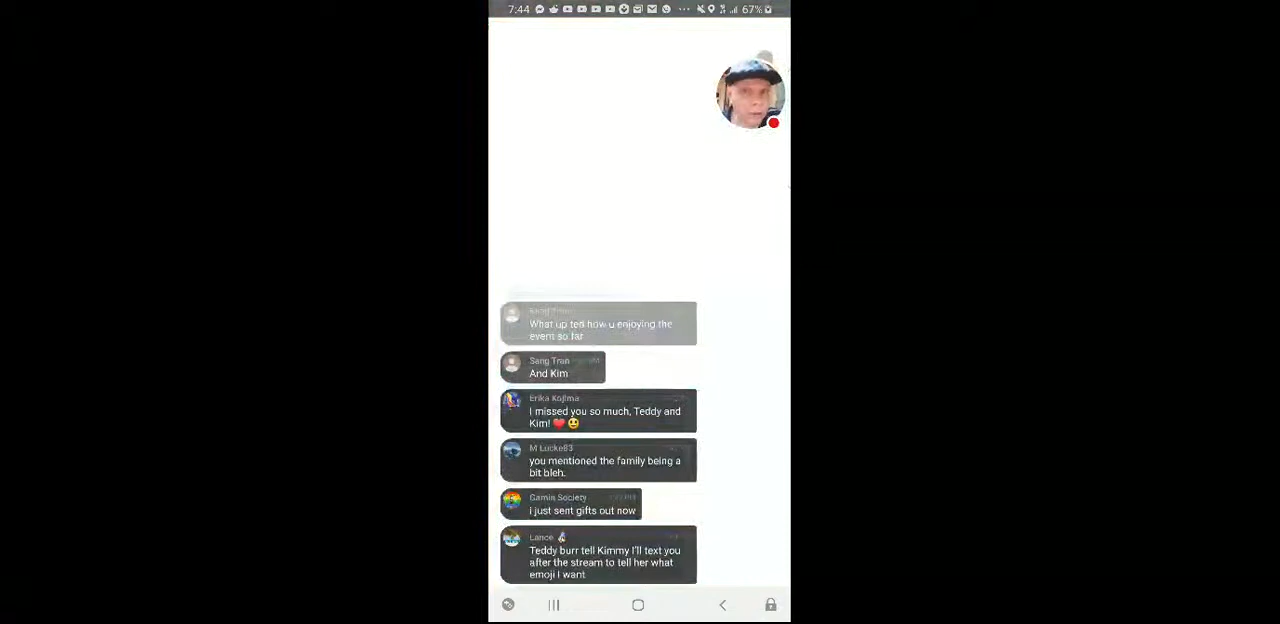 7:44
67%
What up ted how u enjoying the
event so far
Sang Tran
And Kim
Erika Kojima
I missed you so much, Teddy and
Kim! ❤️😃
M Lucke83
you mentioned the family being a
bit bleh.
Gamin Society
i just sent gifts out now
Lance
Teddy burr tell Kimmy I'll text you
after the stream to tell her what
emoji I want